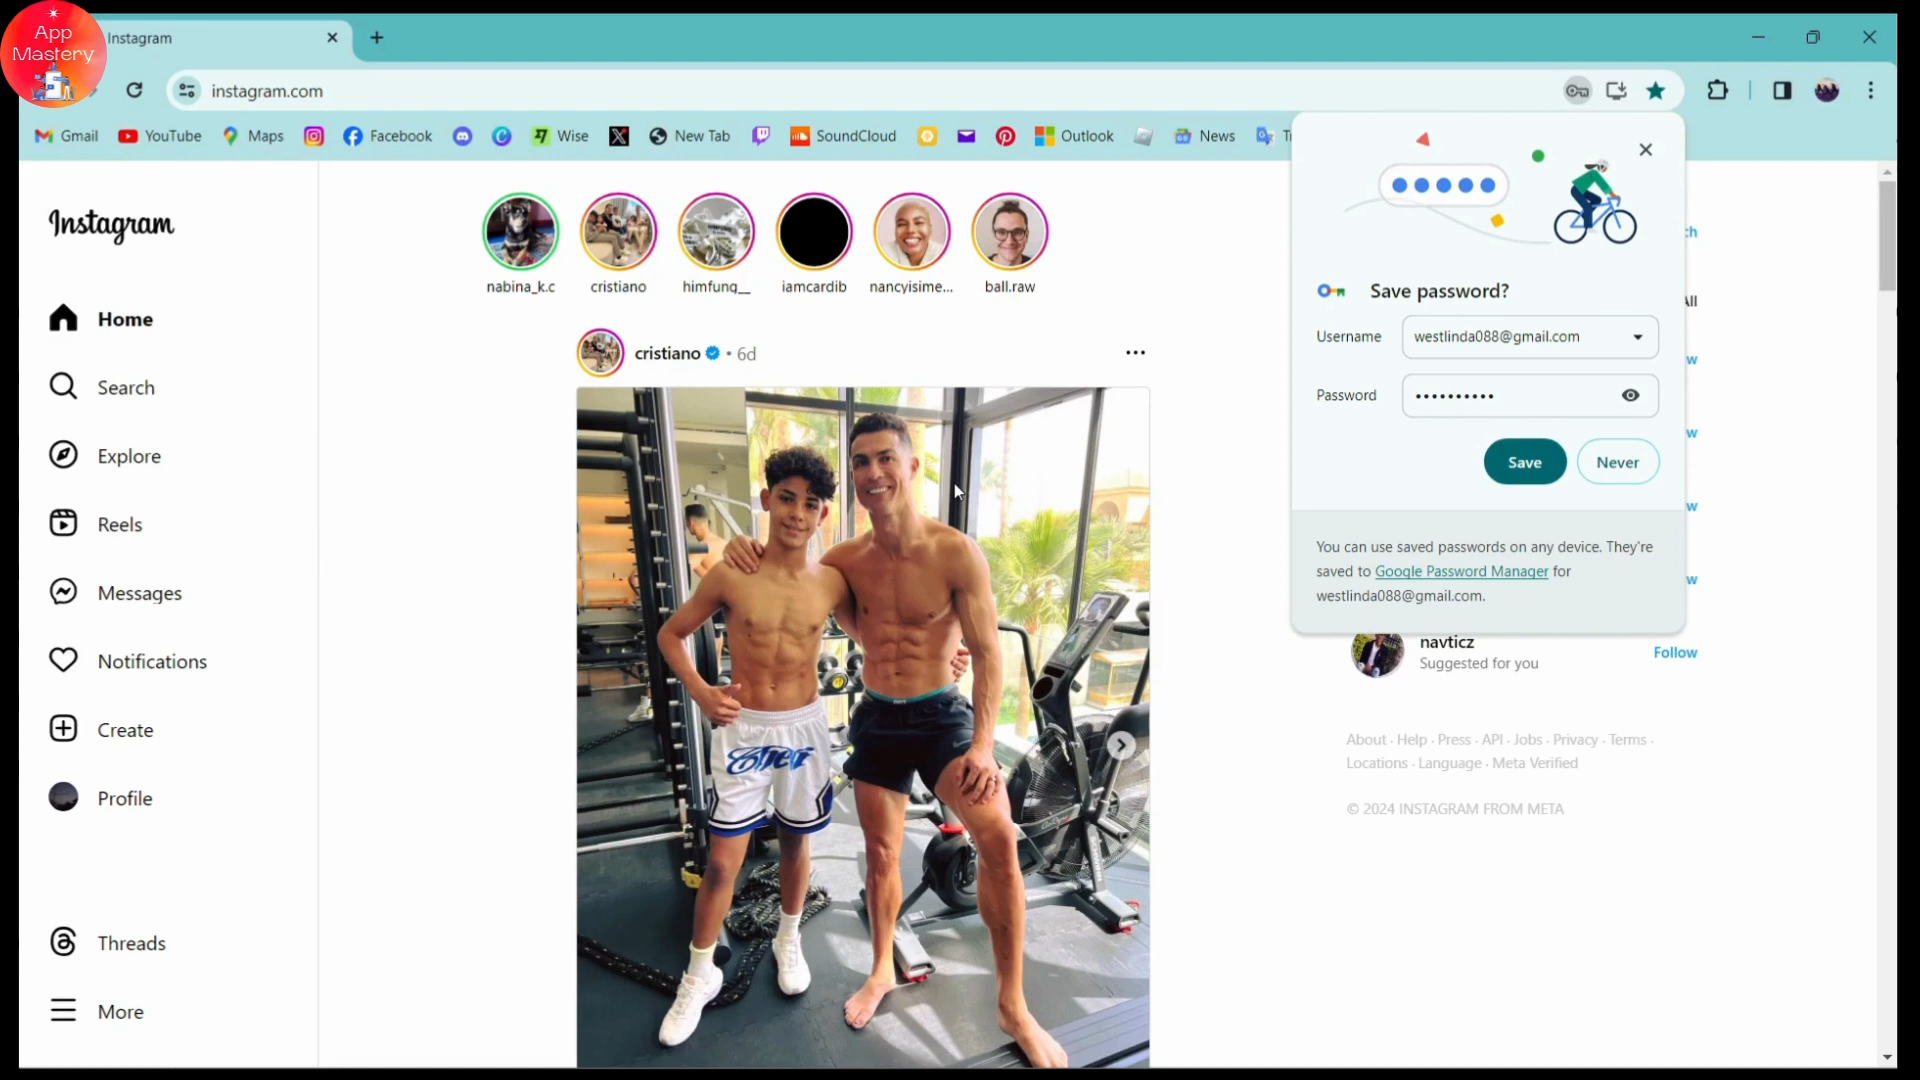 App
Mastery
Instagram
instagram.com
Gmail
YouTube
Maps
Facebook
Wise
New Tab
SoundCloud
Outlook
News
Instagram
Home
Search
Explore
Reels
Messages
Notifications
Create
Profile
Threads
More
nabina_k.c
cristiano
himfung__
iamcardib
nancyisime...
ball.raw
cristiano • 6d
Save password?
Username
westlinda088@gmail.com
Password
••••••••••
Save
Never
You can use saved passwords on any device. They're
saved to Google Password Manager for
westlinda088@gmail.com.
navticz
Suggested for you
Follow
About · Help · Press · API · Jobs · Privacy · Terms ·
Locations · Language · Meta Verified
© 2024 INSTAGRAM FROM META